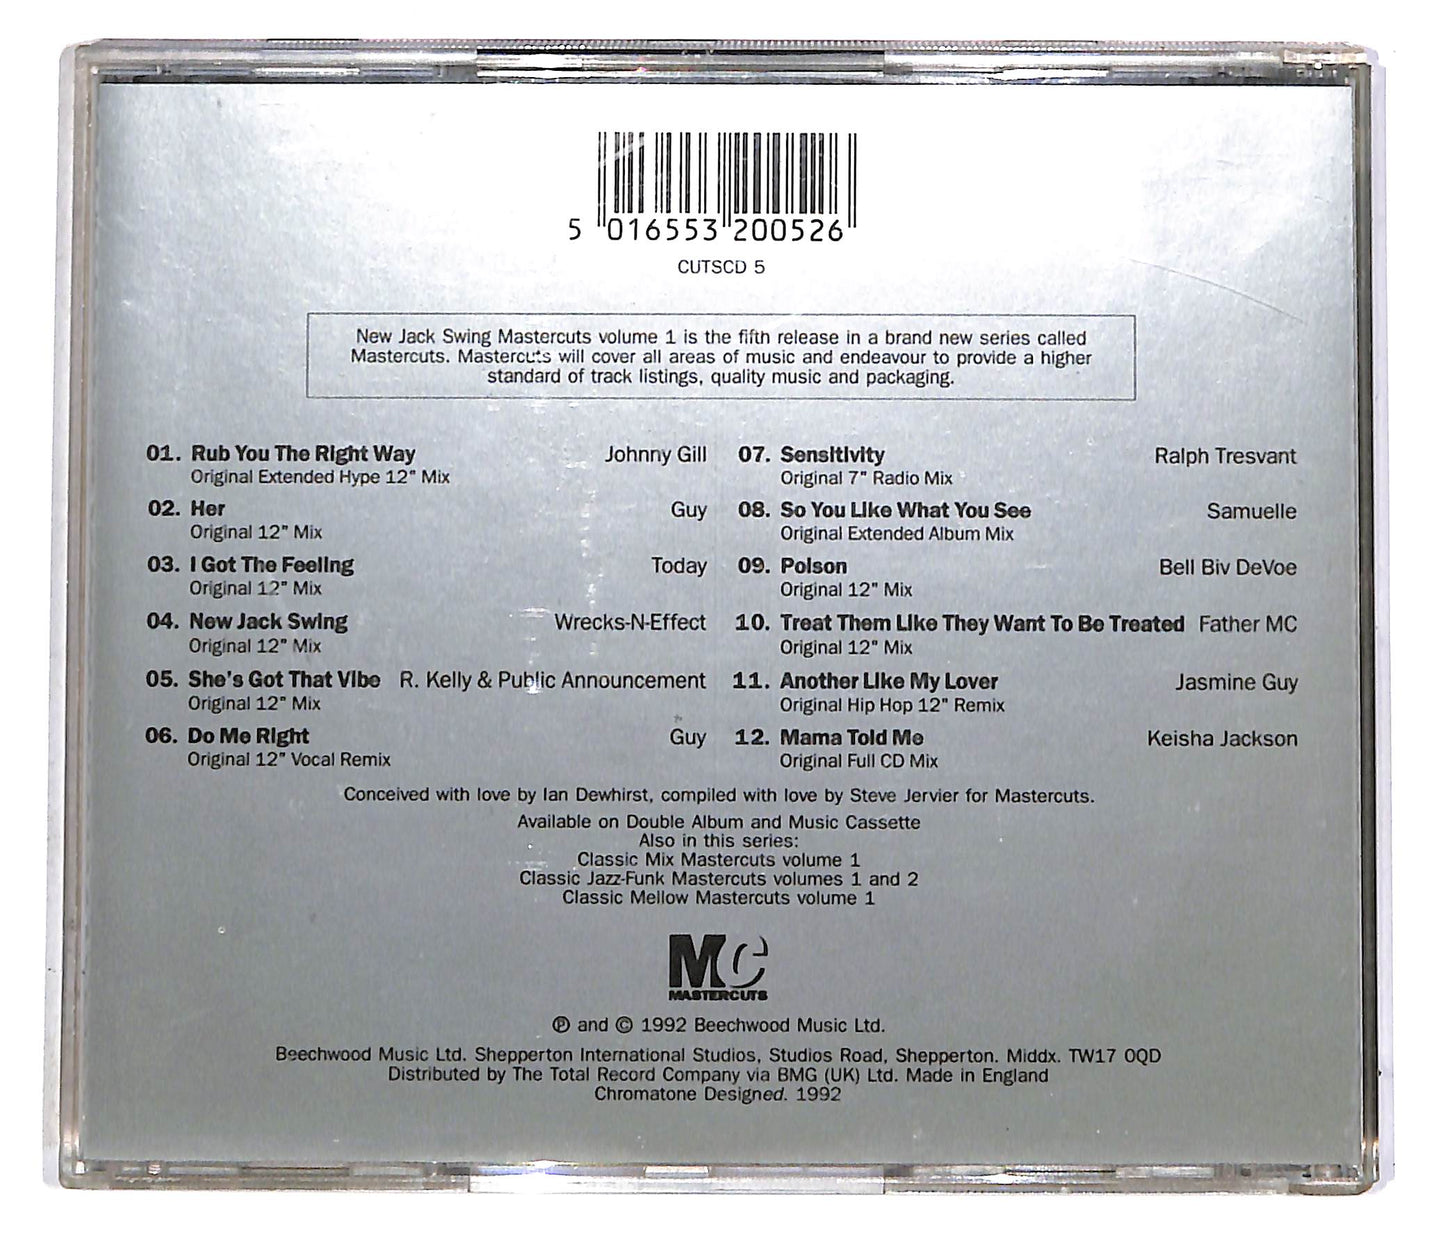 5 016553 200526
CUTSCD 5
New Jack Swing Mastercuts volume 1 is the fifth release in a brand new series called
Mastercuts. Mastercuts will cover all areas of music and endeavour to provide a higher
standard of track listings, quality music and packaging.
01. Rub You The Right Way Johnny Gill
Original Extended Hype 12" Mix
02. Her Guy
Original 12" Mix
03. I Got The Feeling Today
Original 12" Mix
04. New Jack Swing Wrecks-N-Effect
Original 12" Mix
05. She's Got That Vibe R. Kelly & Public Announcement
Original 12" Mix
06. Do Me Right Guy
Original 12" Vocal Remix
07. Sensitivity Ralph Tresvant
Original 7" Radio Mix
08. So You Like What You See Samuelle
Original Extended Album Mix
09. Poison Bell Biv DeVoe
Original 12" Mix
10. Treat Them Like They Want To Be Treated Father MC
Original 12" Mix
11. Another Like My Lover Jasmine Guy
Original Hip Hop 12" Remix
12. Mama Told Me Keisha Jackson
Original Full CD Mix
Conceived with love by Ian Dewhirst, compiled with love by Steve Jervier for Mastercuts.
Available on Double Album and Music Cassette
Also in this series:
Classic Mix Mastercuts volume 1
Classic Jazz-Funk Mastercuts volumes 1 and 2
Classic Mellow Mastercuts volume 1
MC
MASTERCUTS
℗ and © 1992 Beechwood Music Ltd.
Beechwood Music Ltd. Shepperton International Studios, Studios Road, Shepperton. Middx. TW17 0QD
Distributed by The Total Record Company via BMG (UK) Ltd. Made in England
Chromatone Designed. 1992